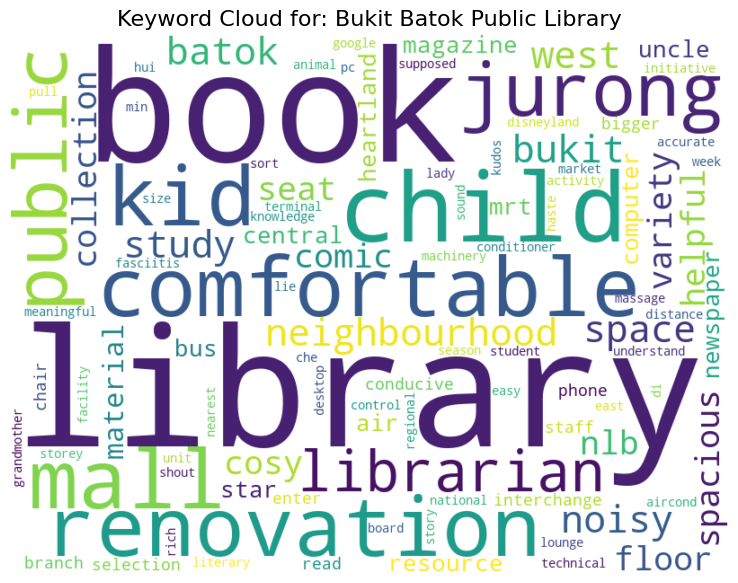 Keyword Cloud for: Bukit Batok Public Library
hui
batok
google
magazine
west
uncle
animal
pc
supposed
initiative
public
pull
book
jurong
collection
min
heartland
disneyland
bigger
accurate
sort
lady
kudos
bukit
market
week
kid
size
seat
terminal
knowledge
child
sound
mrt
activity
haste
computer
variety
helpful
study
central
comic
conditioner
fasciitis
machinery
comfortable
lie
massage
distance
newspaper
meaningful
library
neighbourhood
space
material
bus
che
season
student
understand
chair
facility
nearest
desktop
conducive
easy
phone
east
di
control
regional
air
staff
nlb
spacious
grandmother
storey
unit
shout
cosy
librarian
mall
star
enter
national
interchange
aircond
renovation
rich
board
story
noisy
branch
selection
literary
read
resource
lounge
technical
floor